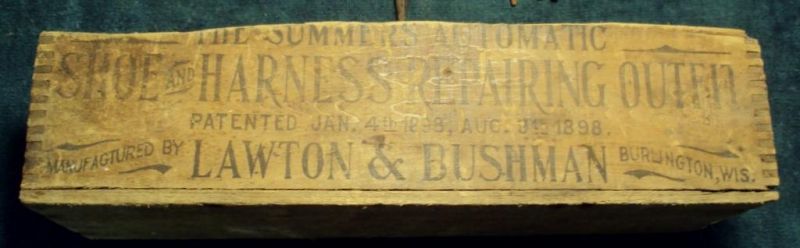 THE SUMMERS AUTOMATIC
SHOE AND HARNESS REPAIRING OUTFIT
PATENTED JAN. 4th 1898, AUG. 9th 1898.
MANUFACTURED BY LAWTON & BUSHMAN BURLINGTON, WIS.